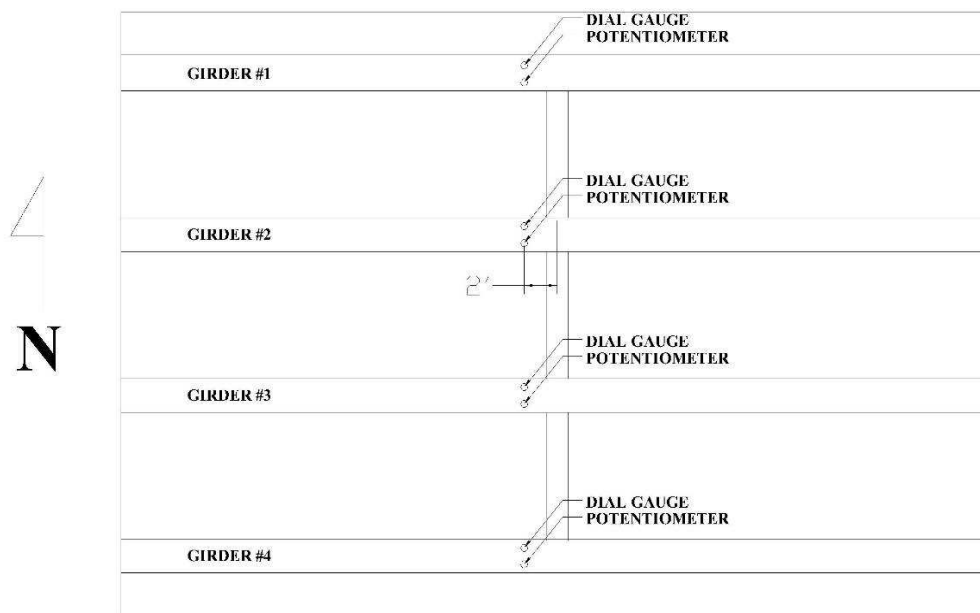 DIAL GAUGE
POTENTIOMETER
GIRDER #1
DIAL GAUGE
POTENTIOMETER
GIRDER #2
2'
N
DIAL GAUGE
POTENTIOMETER
GIRDER #3
DIAL GAUGE
POTENTIOMETER
GIRDER #4